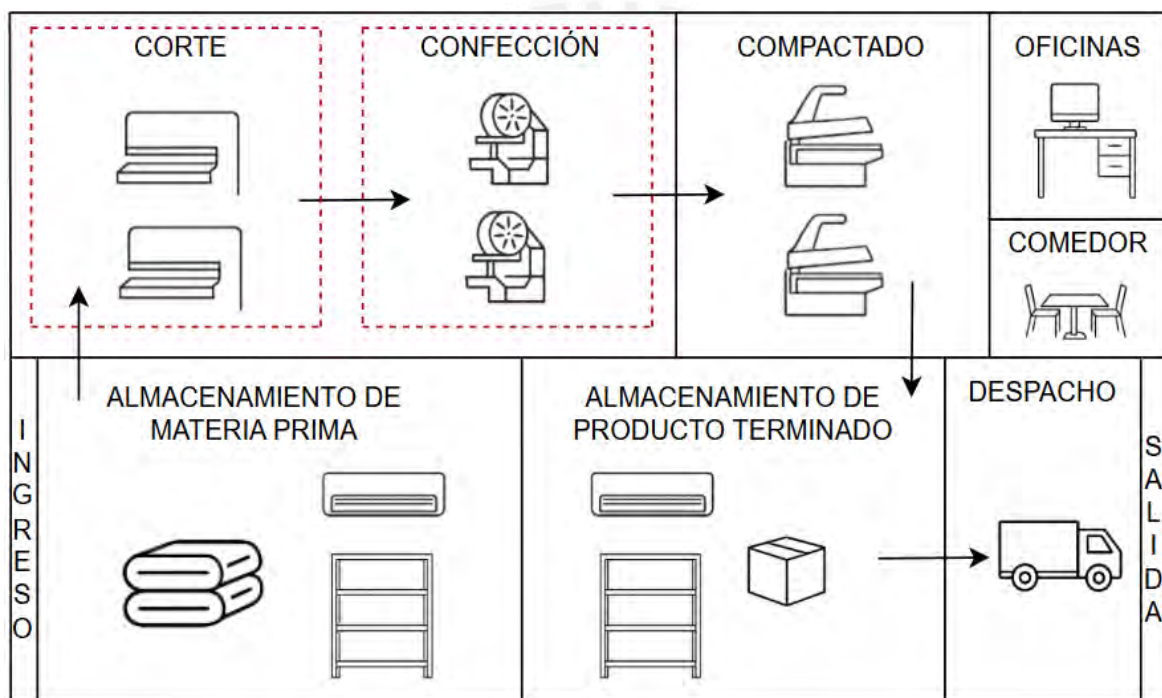 CORTE
CONFECCIÓN
COMPACTADO
OFICINAS
COMEDOR
INGRESO
ALMACENAMIENTO DE
MATERIA PRIMA
ALMACENAMIENTO DE
PRODUCTO TERMINADO
DESPACHO
SALIDA